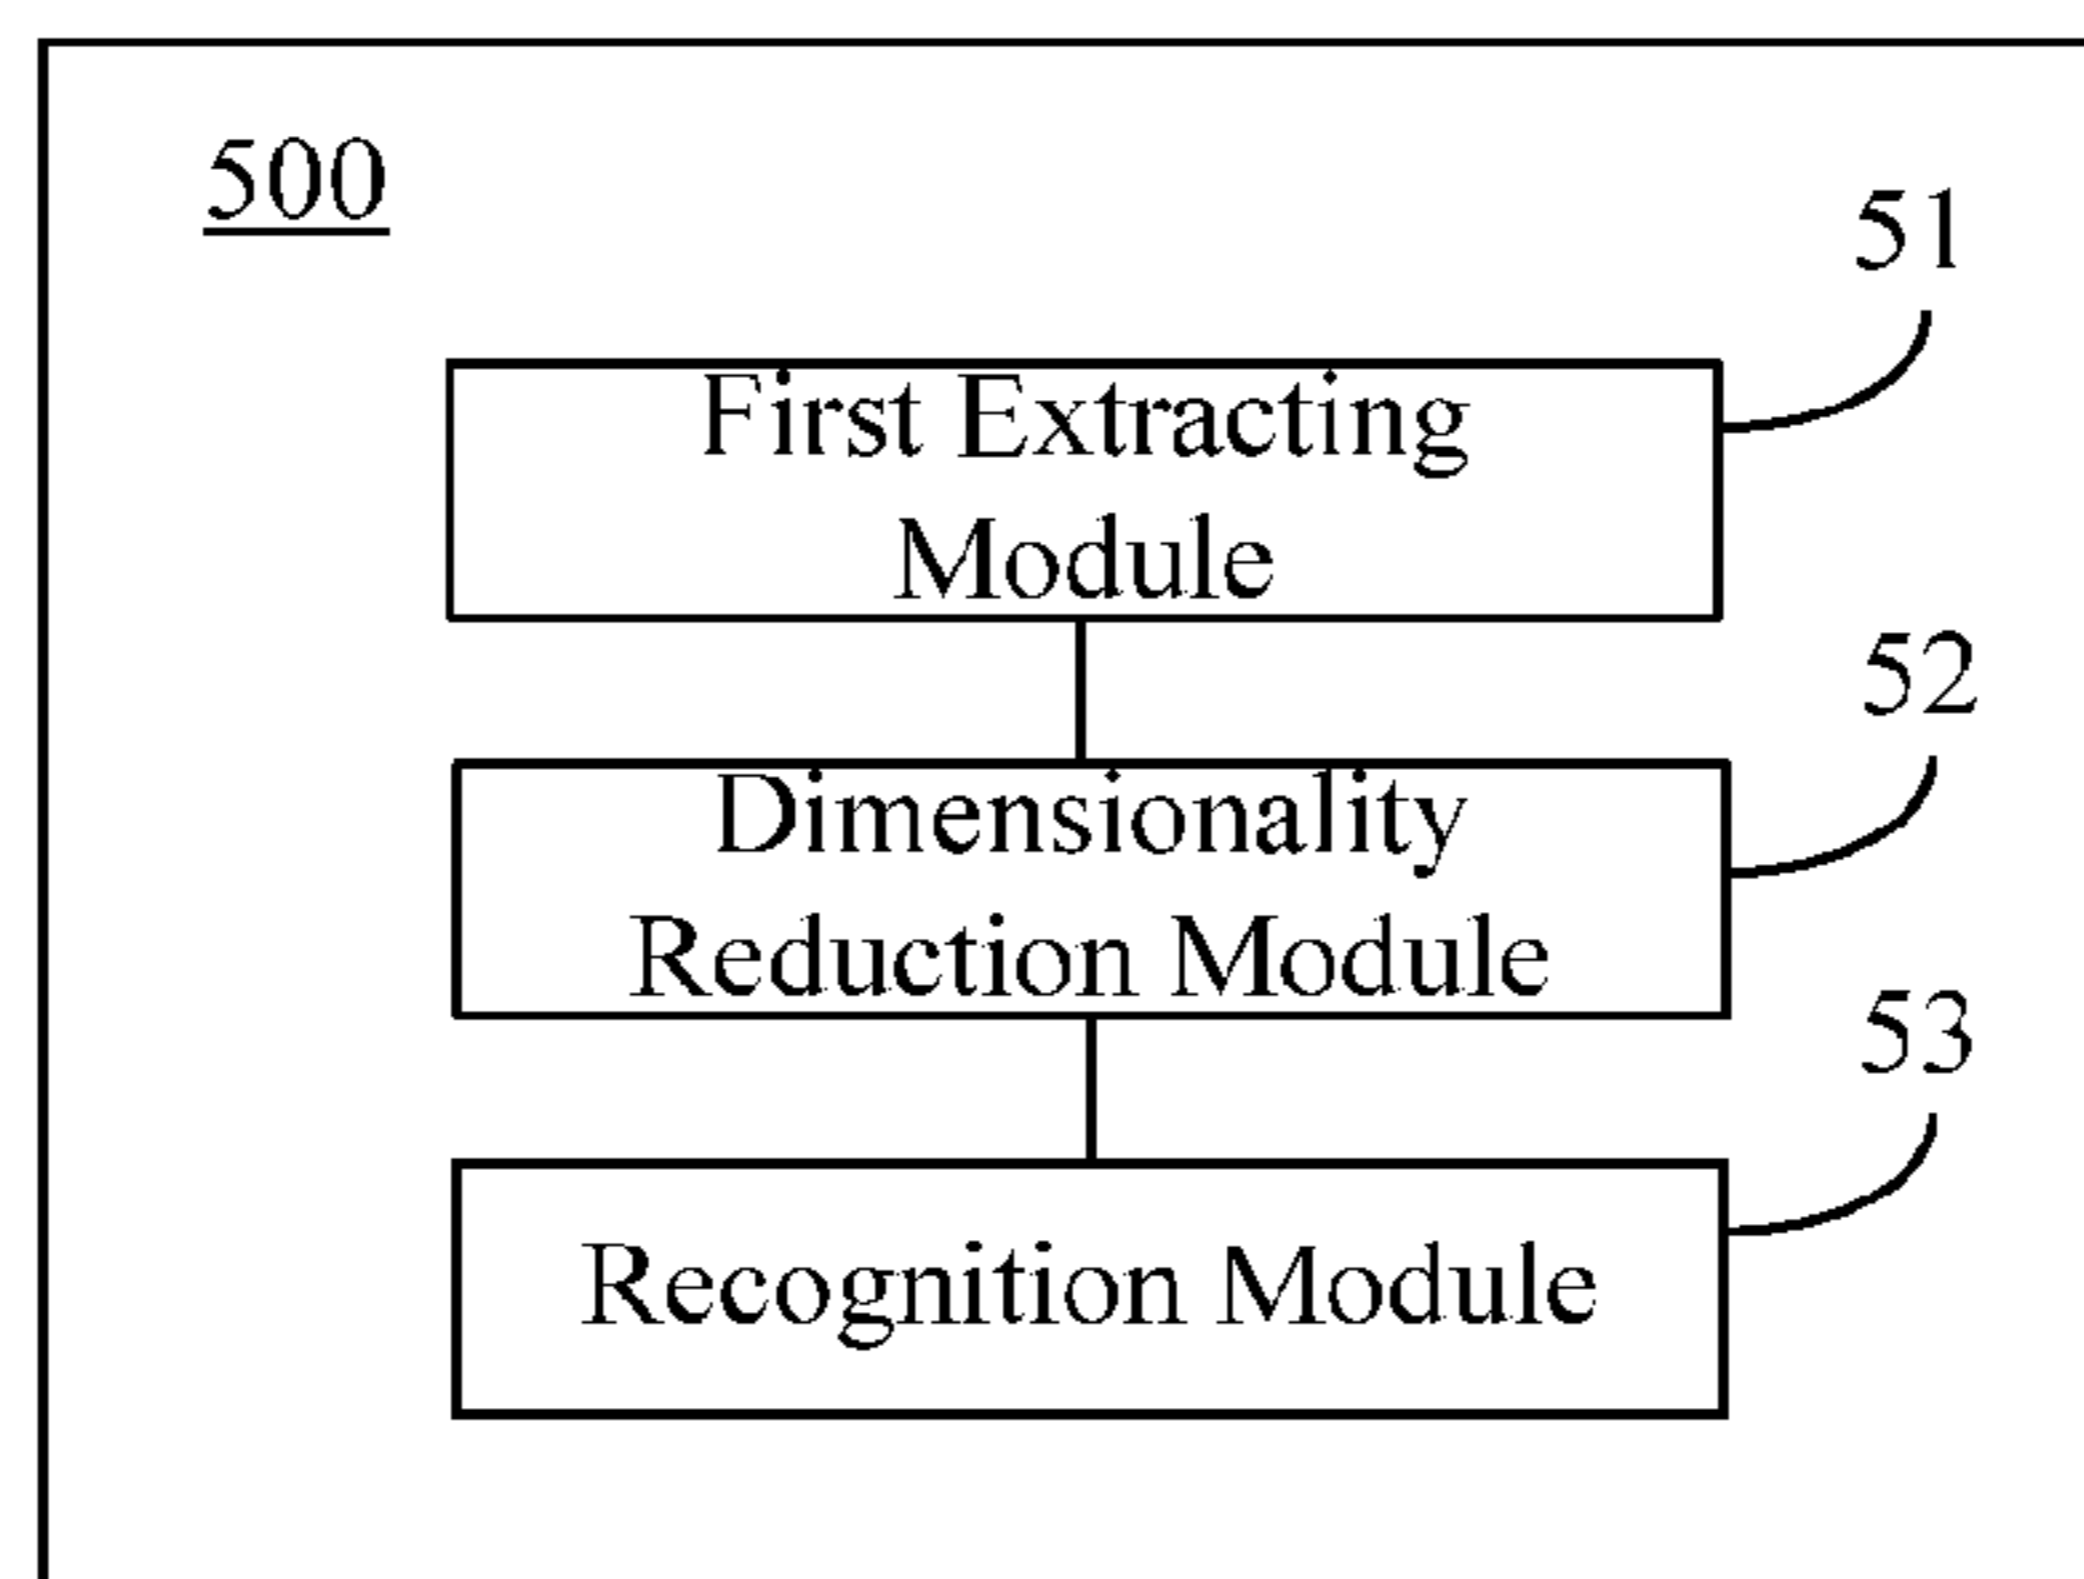 500
51
First Extracting
Module
52
Dimensionality
Reduction Module
53
Recognition Module